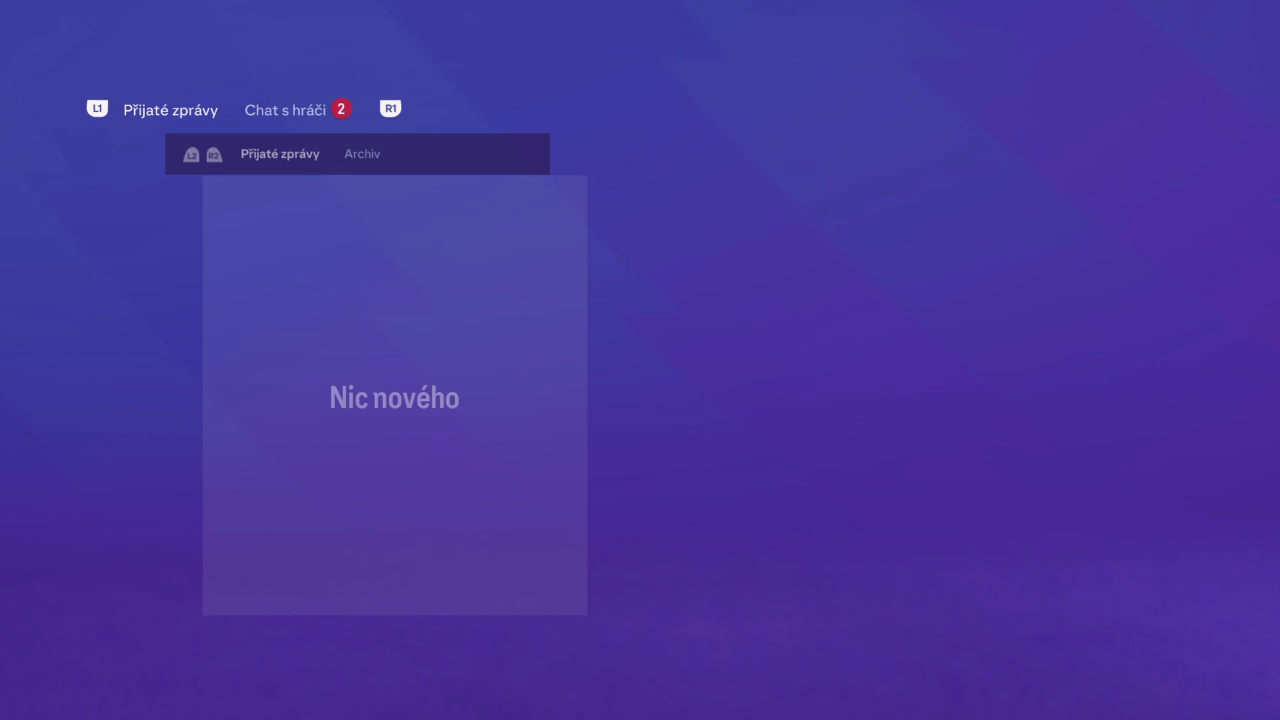 L1 Přijaté zprávy Chat s hráči 2 R1
L2 R2 Přijaté zprávy Archiv
Nic nového